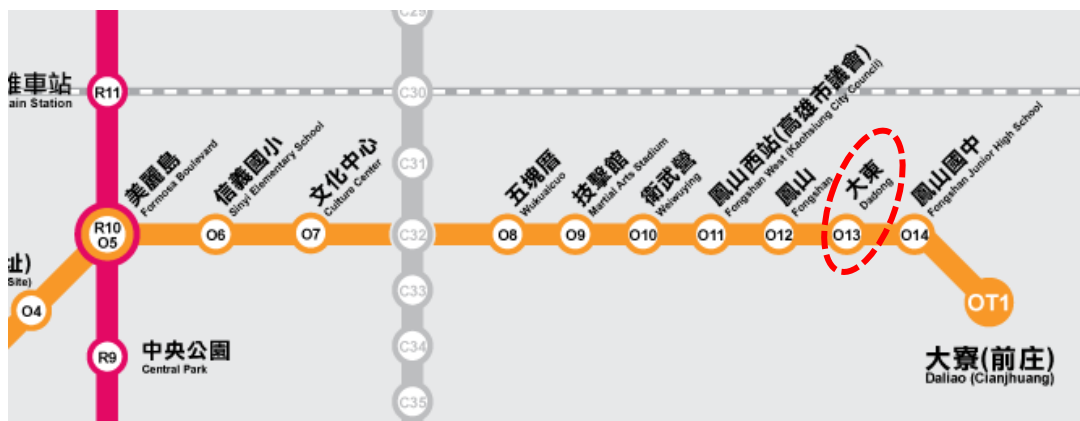 C29
雄車站
ain Station
R11
C30
C31
美麗島
Formosa Boulevard
信義國小
Sinyi Elementary School
文化中心
Culture Center
五塊厝
Wukuaicuo
技擊館
Martial Arts Stadium
衛武營
Weiwuying
鳳山西站(高雄市議會)
Fongshan West (Kaohsiung City Council)
鳳山
Fongshan
大東
Dadong
鳳山國中
Fongshan Junior High School
R10
O5
O6
O7
C32
O8
O9
O10
O11
O12
O13
O14
址)
Site)
O4
C33
OT1
R9
中央公園
Central Park
C34
大寮(前庄)
Daliao (Cianjhuang)
C35